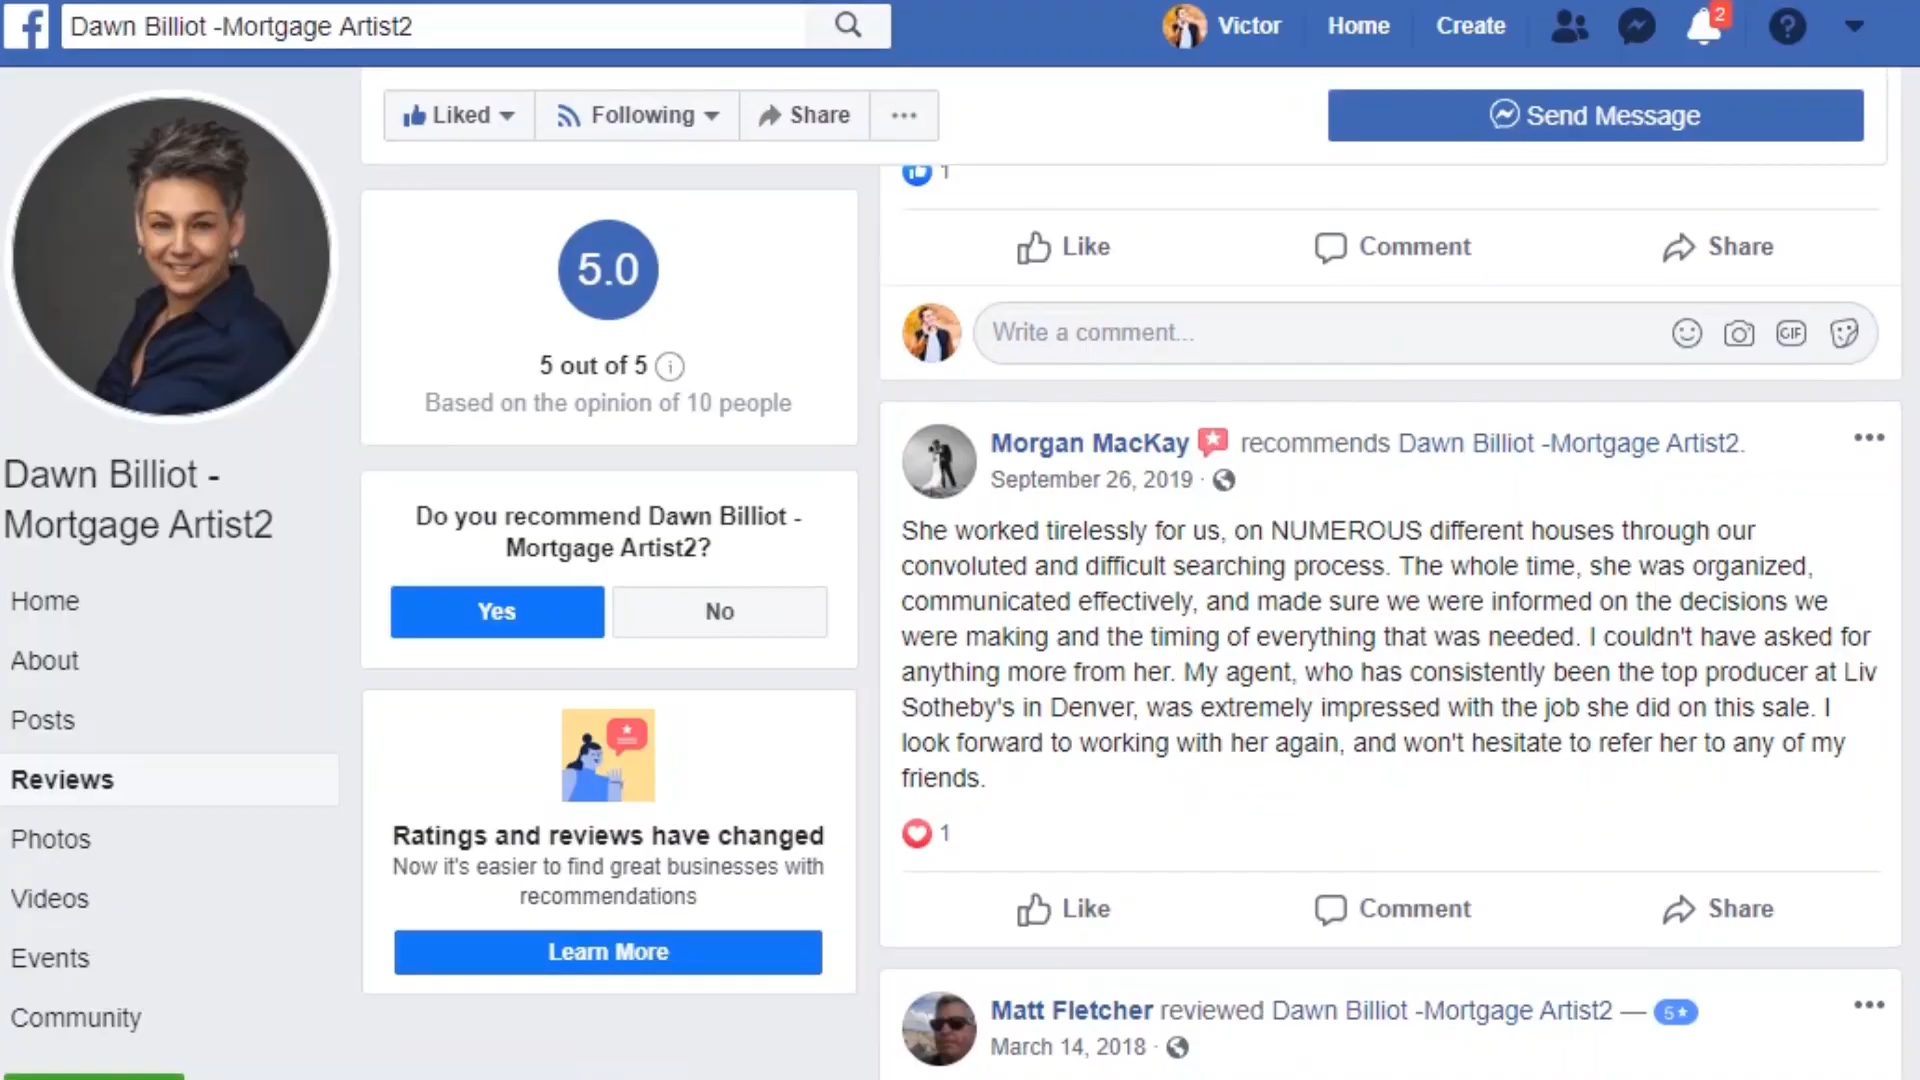 Dawn Billiot -Mortgage Artist2
Victor
Home
Create
2
Liked
Following
Share
Send Message
1
Like
Comment
Share
Write a comment...
GIF
Dawn Billiot -
Mortgage Artist2
Home
About
Posts
Reviews
Photos
Videos
Events
Community
5.0
5 out of 5
Based on the opinion of 10 people
Do you recommend Dawn Billiot -
Mortgage Artist2?
Yes
No
Ratings and reviews have changed
Now it's easier to find great businesses with
recommendations
Learn More
Morgan MacKay recommends Dawn Billiot -Mortgage Artist2.
September 26, 2019 ·
She worked tirelessly for us, on NUMEROUS different houses through our
convoluted and difficult searching process. The whole time, she was organized,
communicated effectively, and made sure we were informed on the decisions we
were making and the timing of everything that was needed. I couldn't have asked for
anything more from her. My agent, who has consistently been the top producer at Liv
Sotheby's in Denver, was extremely impressed with the job she did on this sale. I
look forward to working with her again, and won't hesitate to refer her to any of my
friends.
1
Like
Comment
Share
Matt Fletcher reviewed Dawn Billiot -Mortgage Artist2 — 5★
March 14, 2018 ·